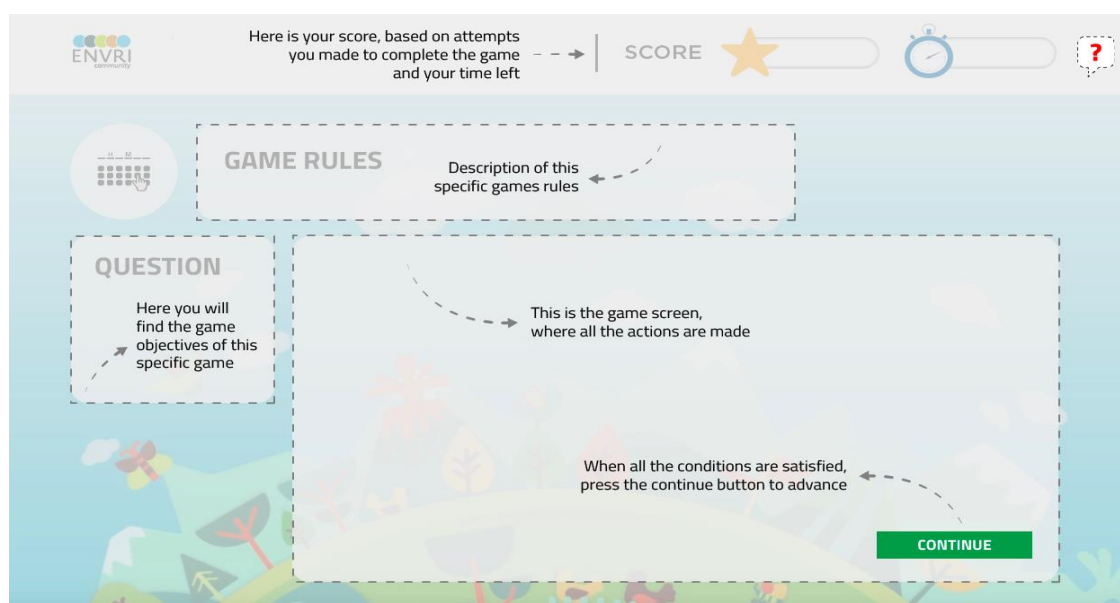 ENVRI
community
Here is your score, based on attempts
you made to complete the game
and your time left
SCORE
?
GAME RULES
Description of this
specific games rules
QUESTION
Here you will
find the game
objectives of this
specific game
This is the game screen,
where all the actions are made
When all the conditions are satisfied,
press the continue button to advance
CONTINUE